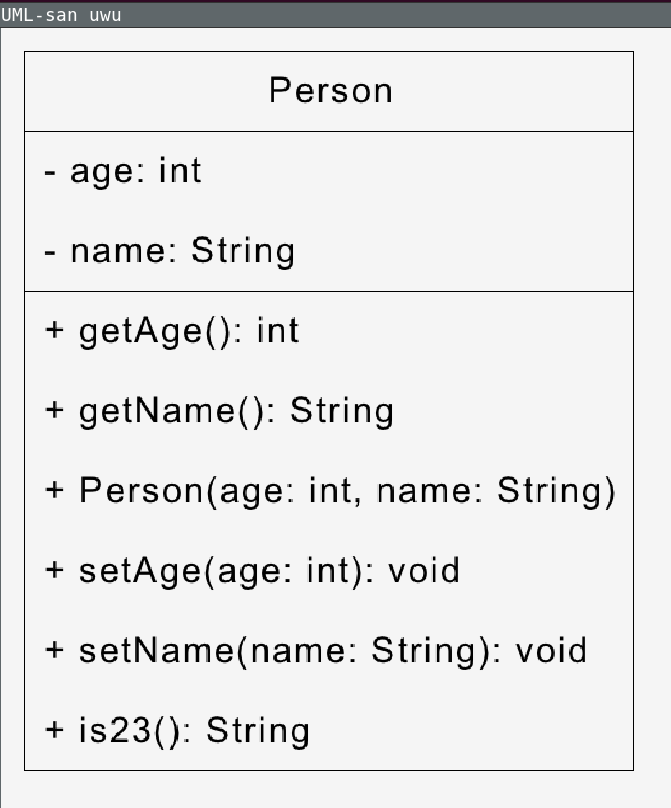 UML-san uwu
Person
- age: int
- name: String
+ getAge(): int
+ getName(): String
+ Person(age: int, name: String)
+ setAge(age: int): void
+ setName(name: String): void
+ is23(): String